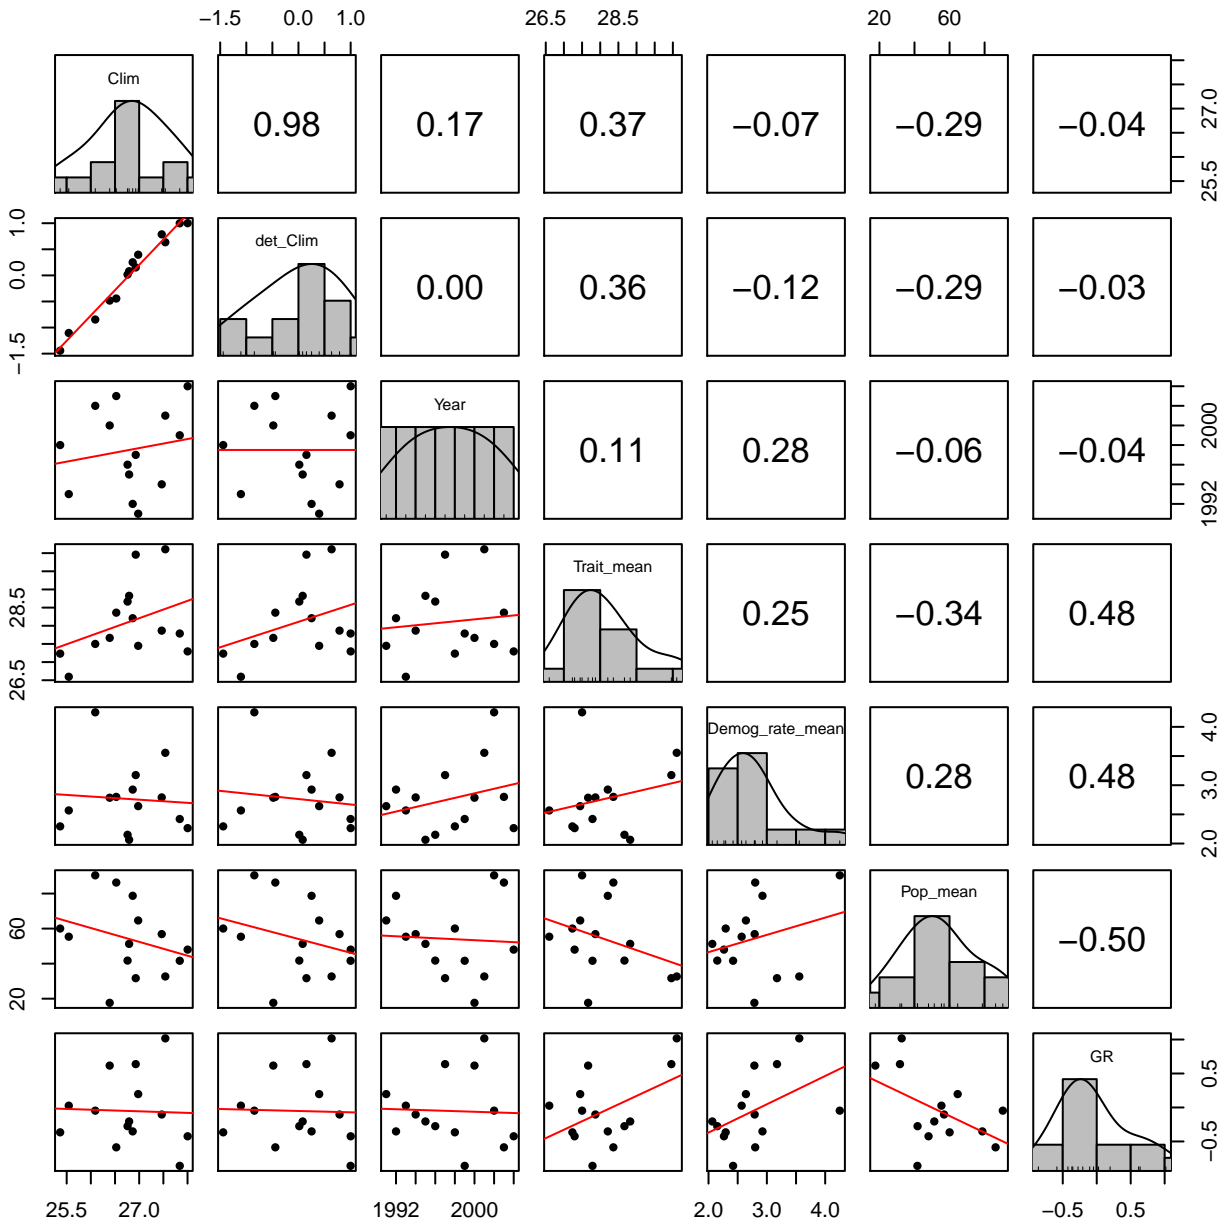 −1.5 0.0 1.0 26.5 28.5 20 60
Clim 0.98 0.17 0.37 −0.07 −0.29 −0.04 25.5 27.0
−1.5 0.0 1.0 det_Clim 0.00 0.36 −0.12 −0.29 −0.03
Year 0.11 0.28 −0.06 −0.04 1992 2000
26.5 28.5 Trait_mean 0.25 −0.34 0.48
Demog_rate_mean 0.28 0.48 2.0 3.0 4.0
20 60 Pop_mean −0.50
GR −0.5 0.5
25.5 27.0 1992 2000 2.0 3.0 4.0 −0.5 0.5